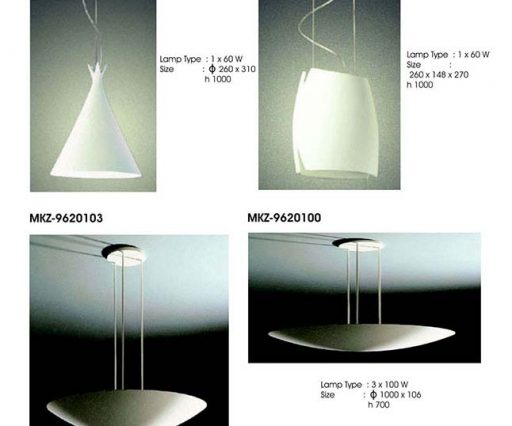 Lamp Type : 1 x 60 W
Size : ϕ 260 x 310
h 1000
Lamp Type : 1 x 60 W
Size :
260 x 148 x 270
h 1000
MKZ-9620103
MKZ-9620100
Lamp Type : 3 x 100 W
Size : ϕ 1000 x 106
h 700